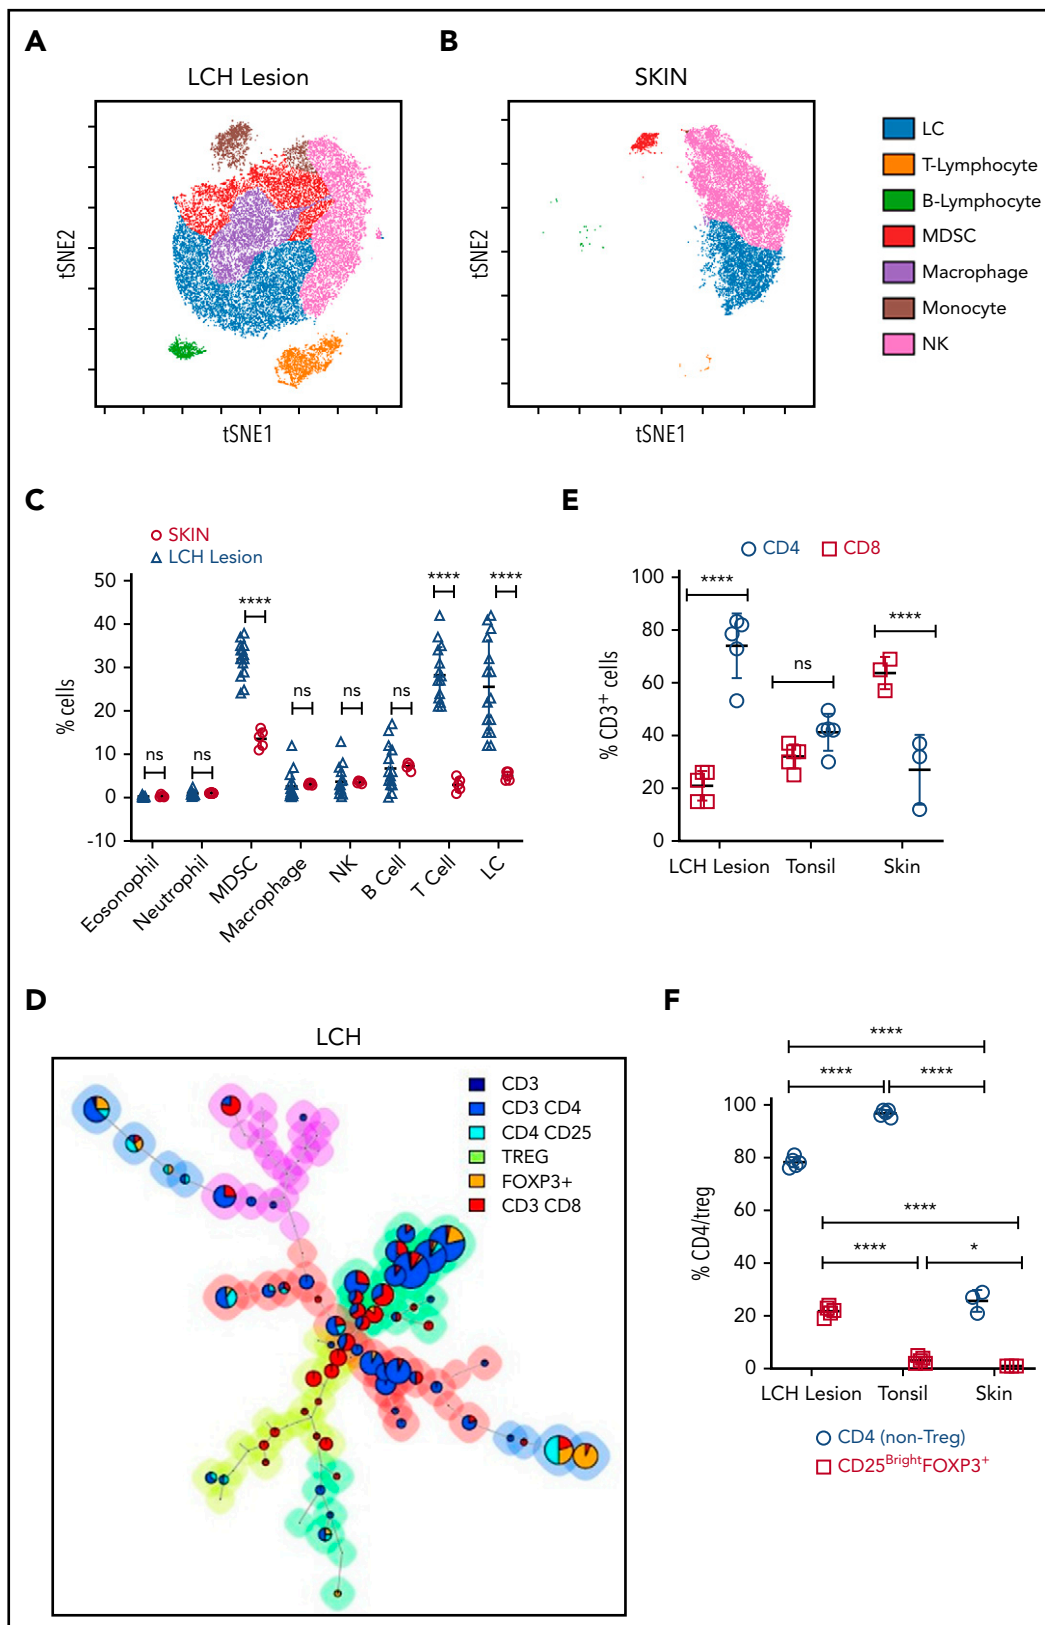 A
B
LCH Lesion
SKIN
tSNE2
tSNE1
tSNE2
tSNE1
LC
T-Lymphocyte
B-Lymphocyte
MDSC
Macrophage
Monocyte
NK
C
SKIN
LCH Lesion
% cells
50
40
30
20
10
0
-10
ns
ns
****
ns
ns
ns
****
****
Eosonophil
Neutrophil
MDSC
Macrophage
NK
B Cell
T Cell
LC
E
CD4
CD8
% CD3+ cells
100
80
60
40
20
0
****
ns
****
LCH Lesion
Tonsil
Skin
D
LCH
CD3
CD3 CD4
CD4 CD25
TREG
FOXP3+
CD3 CD8
F
% CD4/treg
100
80
60
40
20
0
****
****
****
****
****
*
LCH Lesion
Tonsil
Skin
CD4 (non-Treg)
CD25BrightFOXP3+